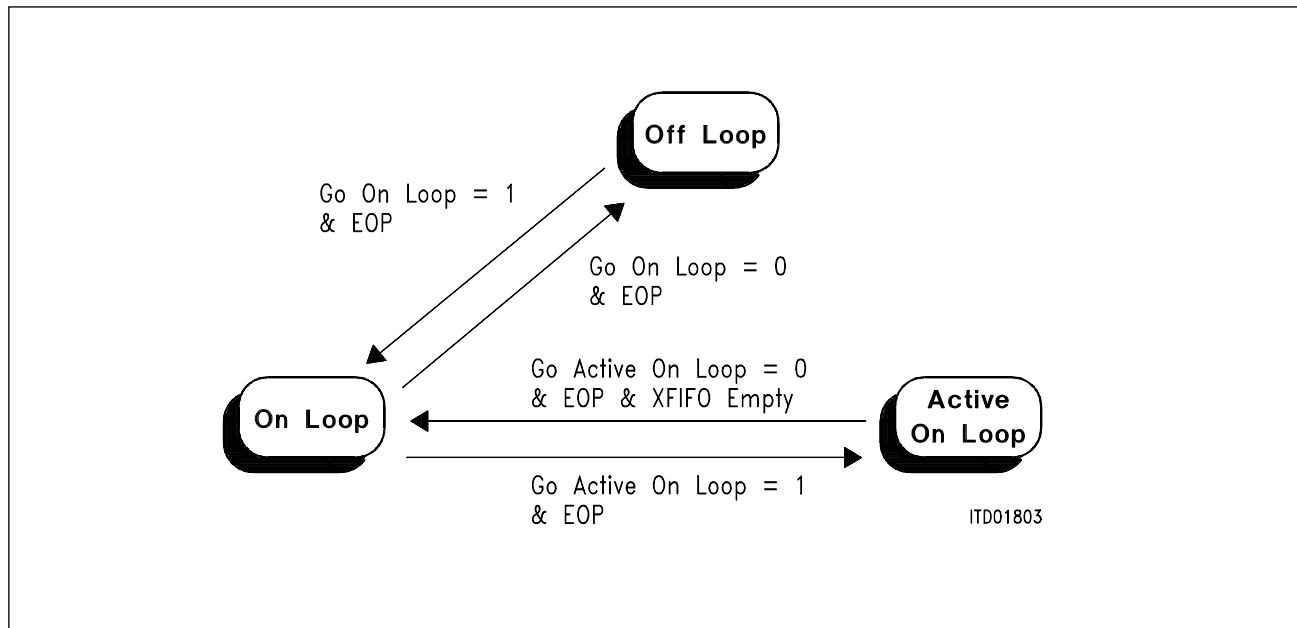 Off Loop
Go On Loop = 1
& EOP
Go On Loop = 0
& EOP
Go Active On Loop = 0
& EOP & XFIFO Empty
On Loop
Active
On Loop
Go Active On Loop = 1
& EOP
ITD01803